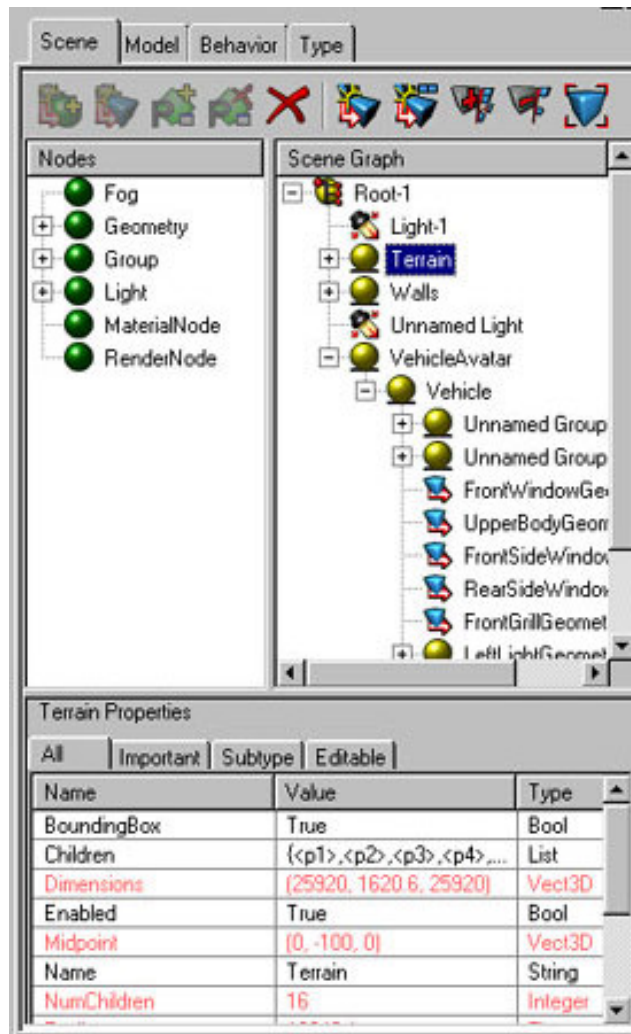 Scene Model Behavior Type
Nodes
Fog
Geometry
Group
Light
MaterialNode
RenderNode
Scene Graph
Root-1
Light-1
Terrain
Walls
Unnamed Light
VehicleAvatar
Vehicle
Unnamed Group
Unnamed Group
FrontWindowGe
UpperBodyGeom
FrontSideWindow
RearSideWindow
FrontGrillGeomet
LeftLightGeomet
Terrain Properties
All Important Subtype Editable
Name Value Type
BoundingBox True Bool
Children {<p1>,<p2>,<p3>,<p4>,... List
Dimensions (25920, 1620.6, 25920) Vect3D
Enabled True Bool
Midpoint (0, -100, 0) Vect3D
Name Terrain String
NumChildren 16 Integer